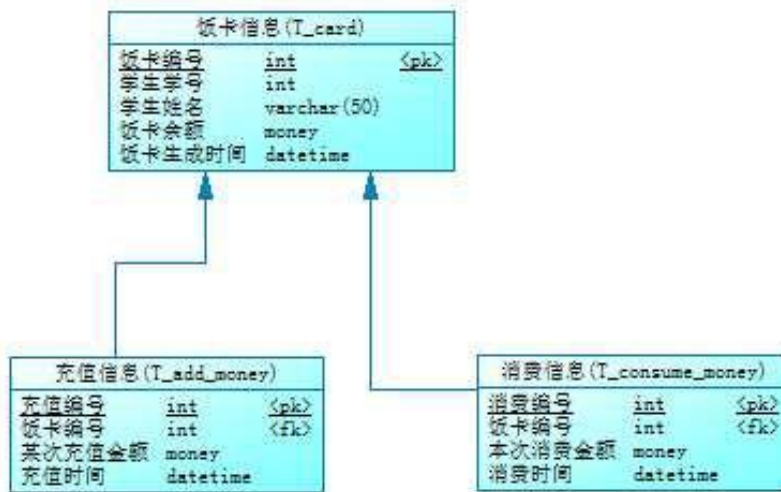 饭卡信息(T_card)
饭卡编号 int <pk>
学生学号 int
学生姓名 varchar(50)
饭卡余额 money
饭卡生成时间 datetime
充值信息(T_add_money)
充值编号 int <pk>
饭卡编号 int <fk>
某次充值金额 money
充值时间 datetime
消费信息(T_consume_money)
消费编号 int <pk>
饭卡编号 int <fk>
本次消费金额 money
消费时间 datetime